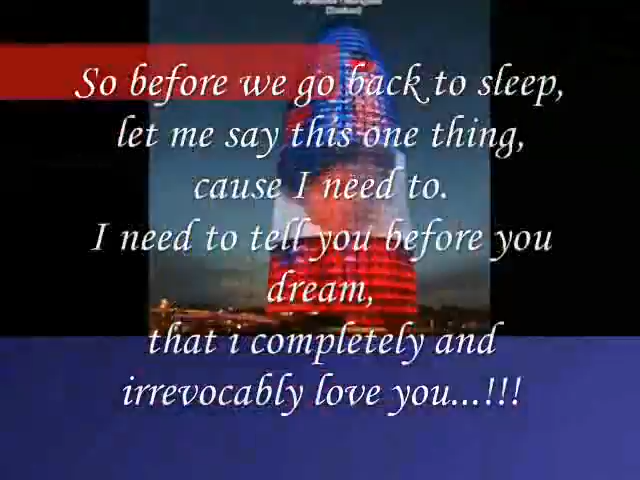 So before we go back to sleep,
let me say this one thing,
cause I need to.
I need to tell you before you
dream,
that i completely and
irrevocably love you...!!!